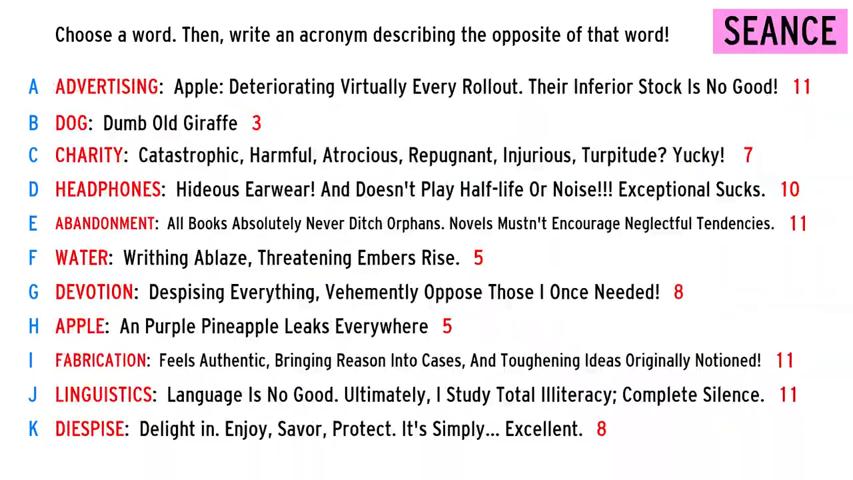 Choose a word. Then, write an acronym describing the opposite of that word!
SEANCE
A ADVERTISING: Apple: Deteriorating Virtually Every Rollout. Their Inferior Stock Is No Good! 11
B DOG: Dumb Old Giraffe 3
C CHARITY: Catastrophic, Harmful, Atrocious, Repugnant, Injurious, Turpitude? Yucky! 7
D HEADPHONES: Hideous Earwear! And Doesn't Play Half-life Or Noise!!! Exceptional Sucks. 10
E ABANDONMENT: All Books Absolutely Never Ditch Orphans. Novels Mustn't Encourage Neglectful Tendencies. 11
F WATER: Writhing Ablaze, Threatening Embers Rise. 5
G DEVOTION: Despising Everything, Vehemently Oppose Those I Once Needed! 8
H APPLE: An Purple Pineapple Leaks Everywhere 5
I FABRICATION: Feels Authentic, Bringing Reason Into Cases, And Toughening Ideas Originally Notioned! 11
J LINGUISTICS: Language Is No Good. Ultimately, I Study Total Illiteracy; Complete Silence. 11
K DIESPISE: Delight in. Enjoy, Savor, Protect. It's Simply... Excellent. 8